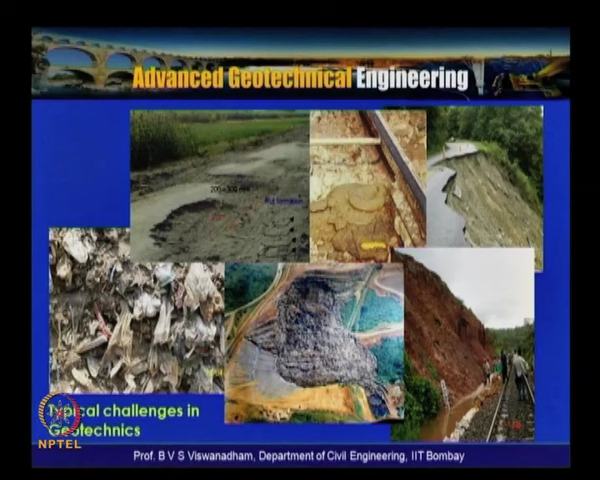 Advanced Geotechnical Engineering
Typical challenges in
Geotechnics
NPTEL
Prof. B V S Viswanadham, Department of Civil Engineering, IIT Bombay